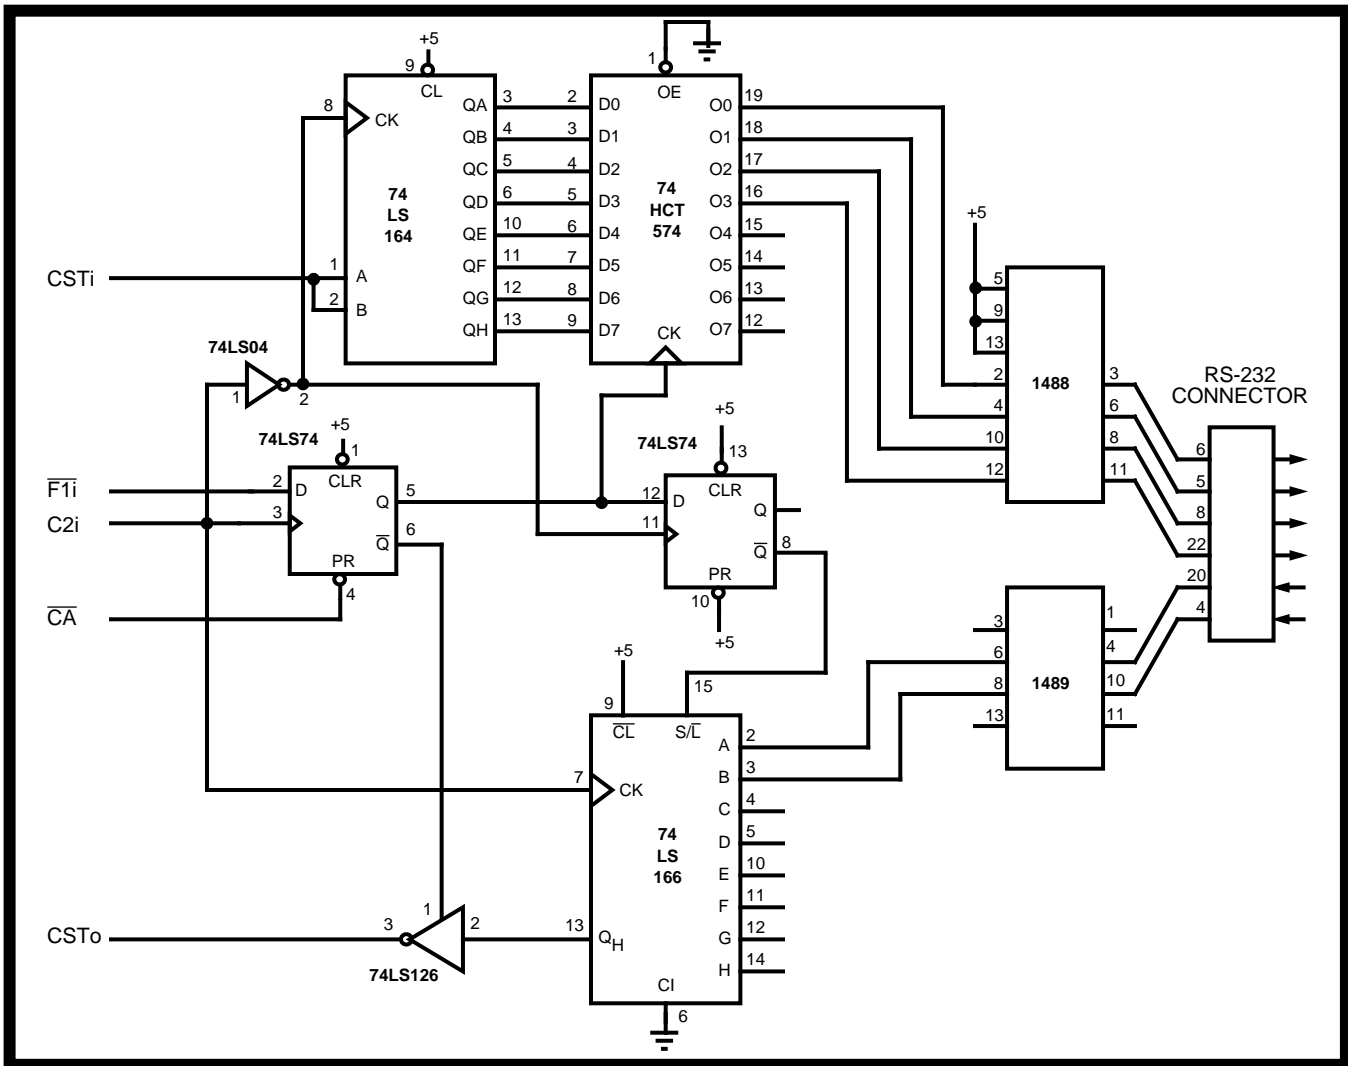 +5
9
CL
8
CK
QA
3
QB
4
QC
5
QD
6
QE
10
QF
11
QG
12
QH
13
74
LS
164
CSTi
1
A
2
B
1
OE
2
D0
3
D1
4
D2
5
D3
6
D4
7
D5
8
D6
9
D7
74
HCT
574
CK
O0
19
O1
18
O2
17
O3
16
O4
15
O5
14
O6
13
O7
12
+5
5
9
13
2
4
10
12
1488
3
6
8
11
RS-232
CONNECTOR
6
5
8
22
20
4
74LS04
1
2
74LS74
+5
1
CLR
F1i
2
D
C2i
3
Q
5
Q
6
PR
4
CA
74LS74
+5
13
CLR
12
D
11
Q
Q
8
PR
10
+5
3
6
8
13
1489
1
4
10
11
+5
9
CL
15
S/L
7
CK
A
2
B
3
C
4
D
5
E
10
F
11
G
12
H
14
74
LS
166
13
QH
CI
6
CSTo
3
1
2
74LS126